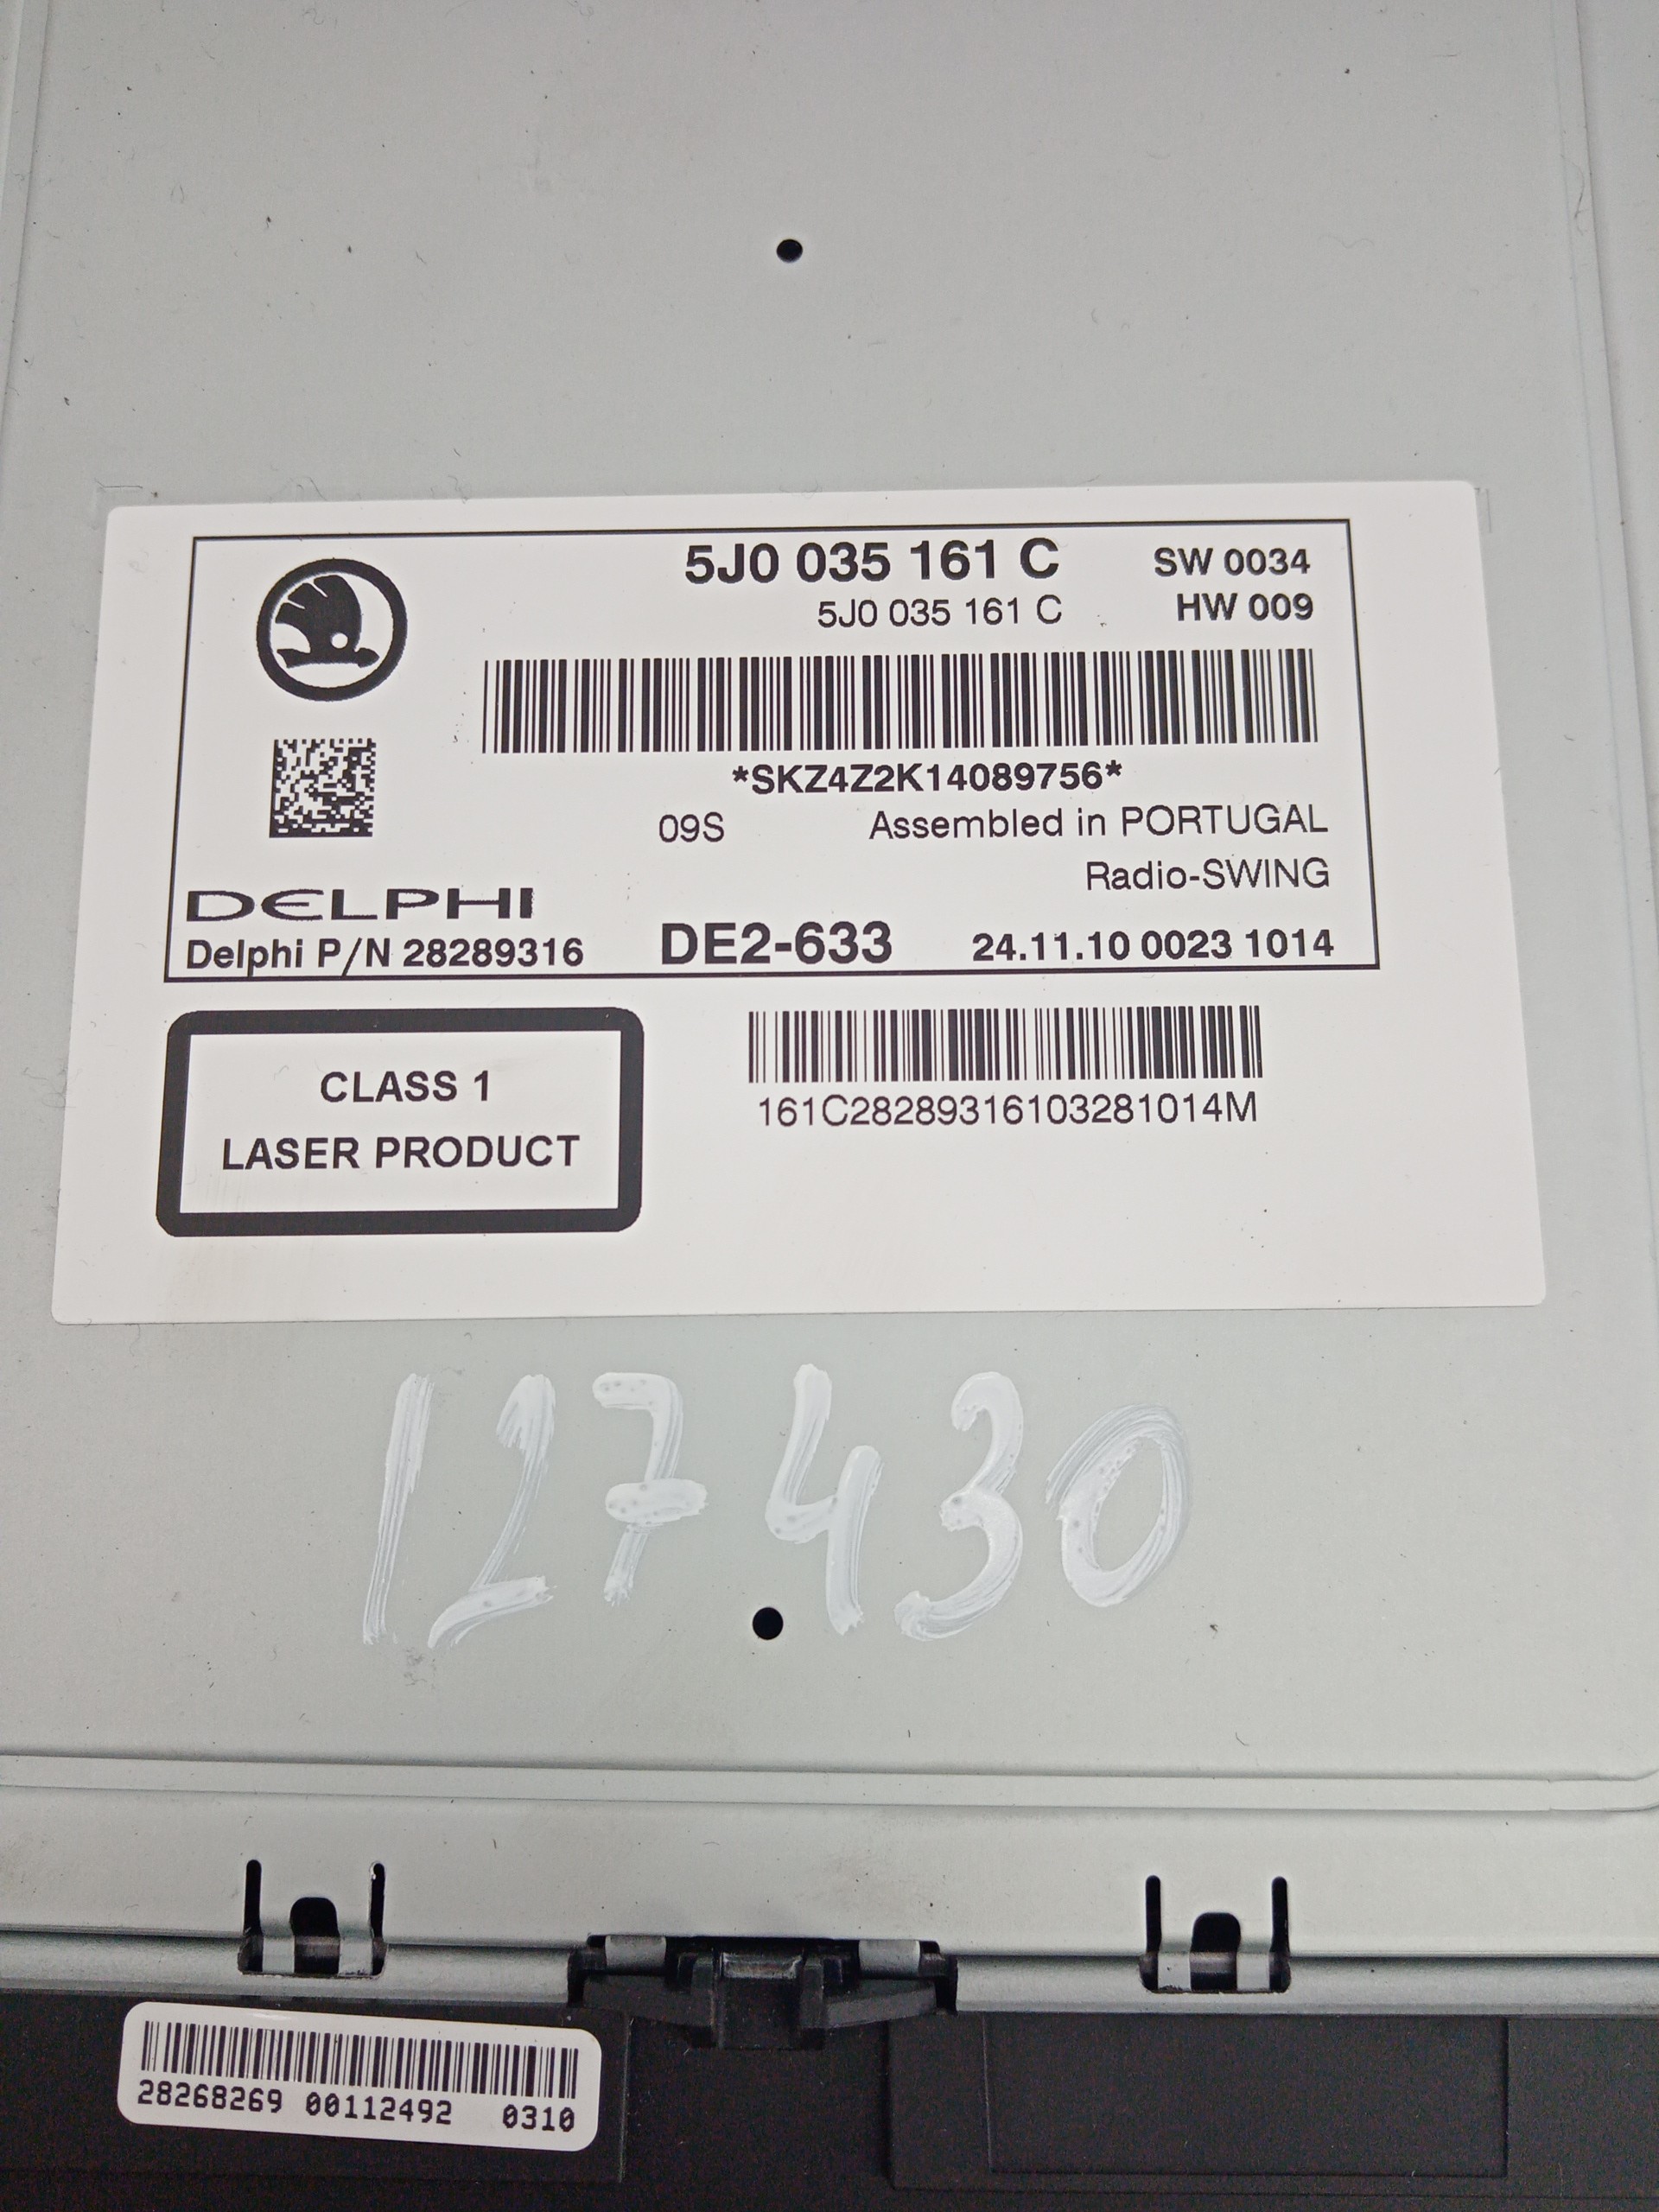 5J0 035 161 C SW 0034
5J0 035 161 C HW 009
*SKZ4Z2K14089756*
09S Assembled in PORTUGAL
Radio-SWING
DELPHI
Delphi P/N 28289316 DE2-633 24.11.10 0023 1014
CLASS 1
LASER PRODUCT
161C28289316103281014M
127430
28268269 00112492 0310